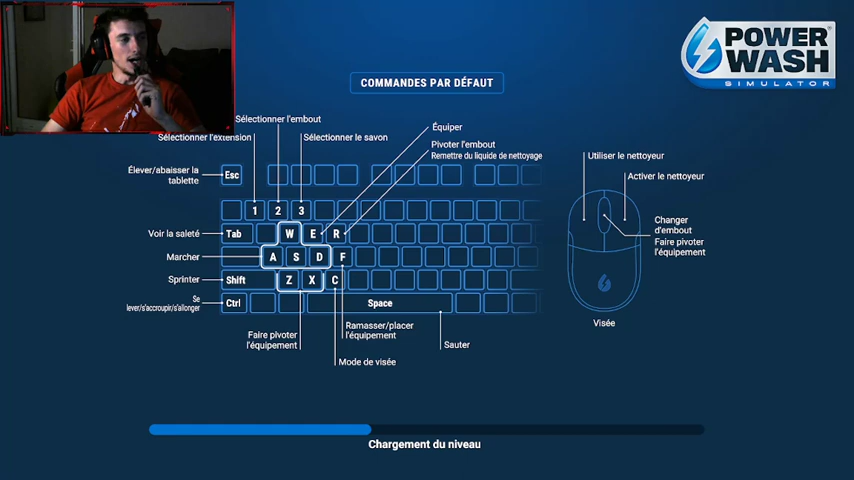 POWER
WASH
SIMULATOR
COMMANDES PAR DÉFAUT
Sélectionner l'embout
Sélectionner l'extension
Sélectionner le savon
Équiper
Pivoter l'embout
Remettre du liquide de nettoyage
Élever/abaisser la
tablette
Esc
1 2 3
Voir la saleté
Tab W E R
Marcher
A S D F
Sprinter
Shift Z X C
Se
lever/s'accroupir/s'allonger
Ctrl Space
Faire pivoter
l'équipement
Ramasser/placer
l'équipement
Mode de visée
Sauter
Utiliser le nettoyeur
Activer le nettoyeur
Changer
d'embout
Faire pivoter
l'équipement
Visée
Chargement du niveau